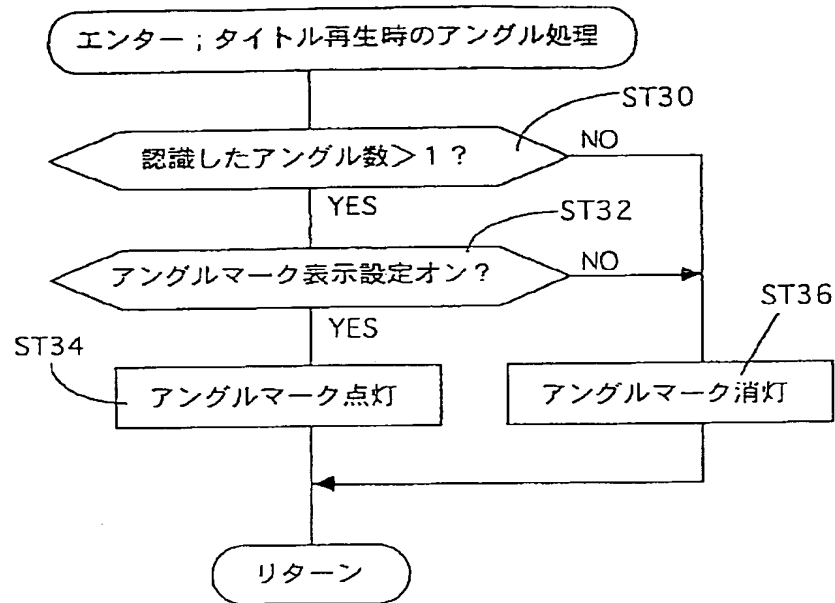 エンター；タイトル再生時のアングル処理
ST30
認識したアングル数＞1？
NO
YES
ST32
アングルマーク表示設定オン？
NO
YES
ST34
ST36
アングルマーク点灯
アングルマーク消灯
リターン